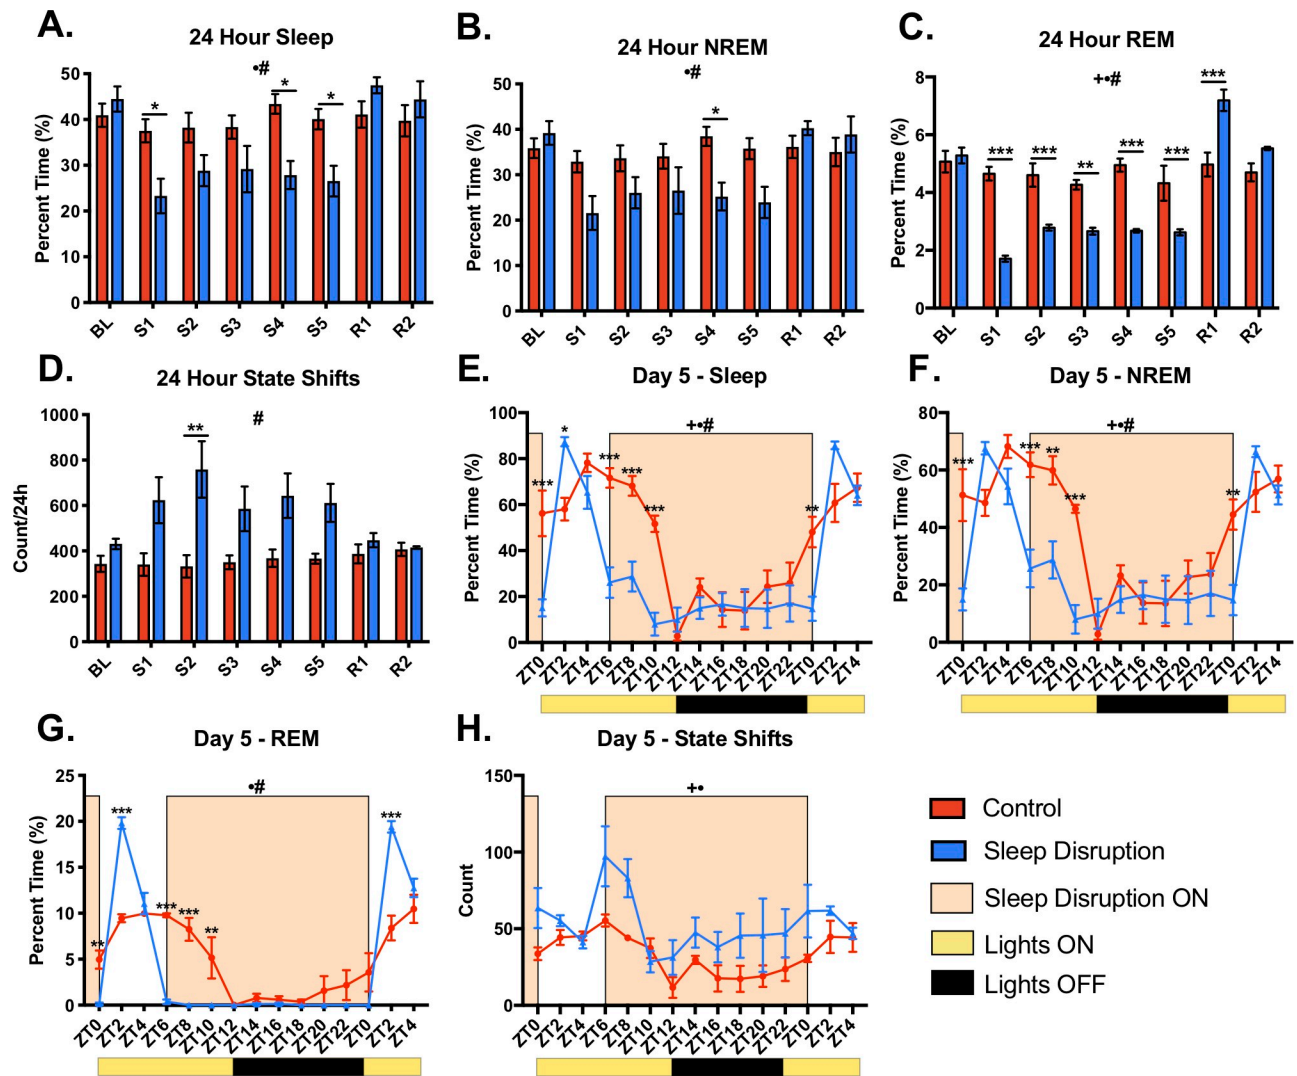 A.
24 Hour Sleep
•#
* * *
Percent Time (%)
50
40
30
20
10
0
BL S1 S2 S3 S4 S5 R1 R2
B.
24 Hour NREM
•#
*
Percent Time (%)
50
40
30
20
10
0
BL S1 S2 S3 S4 S5 R1 R2
C.
24 Hour REM
+•#
*** *** ** *** *** ***
Percent Time (%)
8
6
4
2
0
BL S1 S2 S3 S4 S5 R1 R2
D.
24 Hour State Shifts
#
**
Count/24h
1000
800
600
400
200
0
BL S1 S2 S3 S4 S5 R1 R2
E.
Day 5 - Sleep
+•#
*** * *** *** *** **
Percent Time (%)
100
80
60
40
20
0
ZT0 ZT2 ZT4 ZT6 ZT8 ZT10 ZT12 ZT14 ZT16 ZT18 ZT20 ZT22 ZT0 ZT2 ZT4
F.
Day 5 - NREM
+•#
*** *** ** *** **
Percent Time (%)
80
60
40
20
0
ZT0 ZT2 ZT4 ZT6 ZT8 ZT10 ZT12 ZT14 ZT16 ZT18 ZT20 ZT22 ZT0 ZT2 ZT4
G.
Day 5 - REM
•#
** *** *** *** ** ***
Percent Time (%)
25
20
15
10
5
0
ZT0 ZT2 ZT4 ZT6 ZT8 ZT10 ZT12 ZT14 ZT16 ZT18 ZT20 ZT22 ZT0 ZT2 ZT4
H.
Day 5 - State Shifts
+•
Count
150
100
50
0
ZT0 ZT2 ZT4 ZT6 ZT8 ZT10 ZT12 ZT14 ZT16 ZT18 ZT20 ZT22 ZT0 ZT2 ZT4
Control
Sleep Disruption
Sleep Disruption ON
Lights ON
Lights OFF